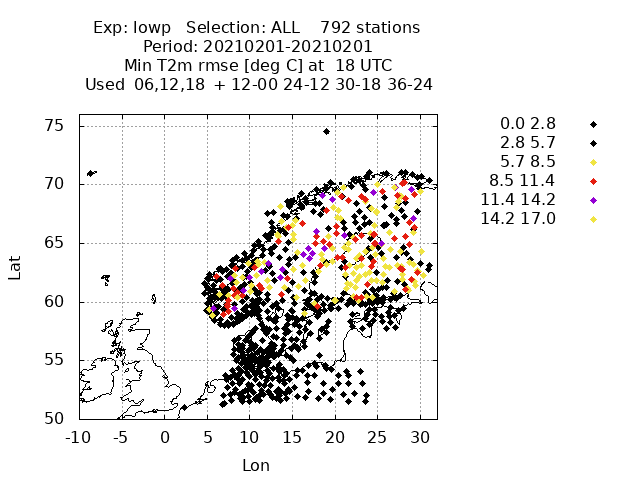 Exp: lowp   Selection: ALL    792 stations
Period: 20210201-20210201
Min T2m rmse [deg C] at  18 UTC
Used  06,12,18  + 12-00 24-12 30-18 36-24
0.0 2.8
2.8 5.7
5.7 8.5
8.5 11.4
11.4 14.2
14.2 17.0
Lat
75
70
65
60
55
50
-10 -5 0 5 10 15 20 25 30
Lon